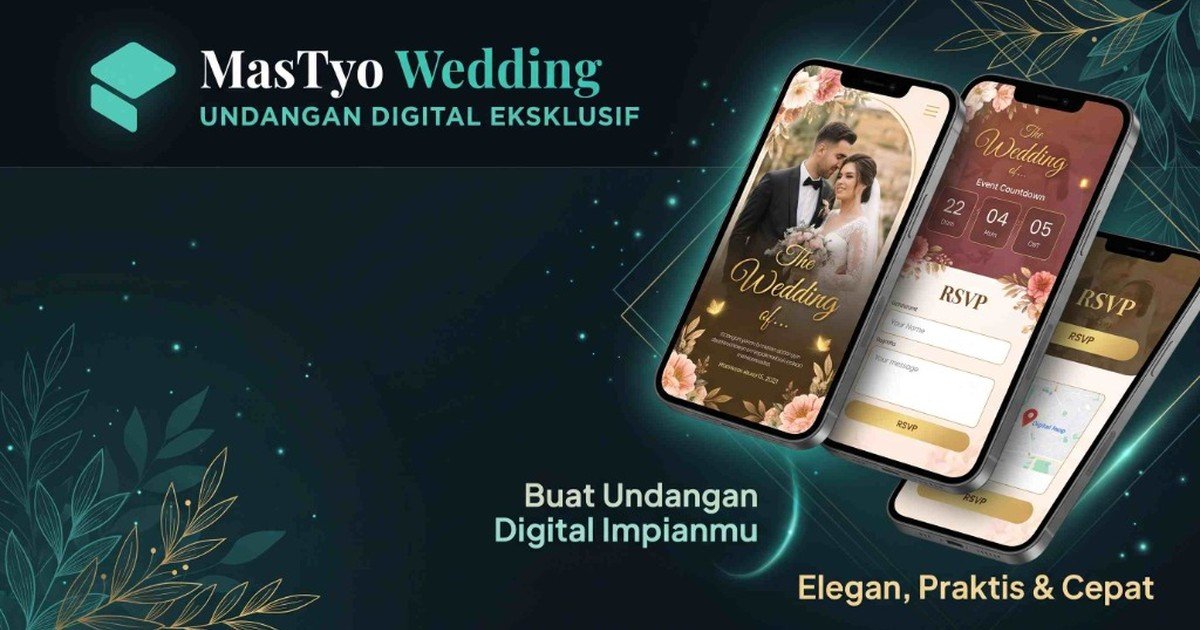 MasTyo Wedding
UNDANGAN DIGITAL EKSKLUSIF
The
Wedding
of...
The
Wedding
of...
Event Countdown
22
04
05
RSVP
Your Name
Your message
RSVP
RSVP
RSVP
RSVP
Buat Undangan
Digital Impianmu
Elegan, Praktis & Cepat